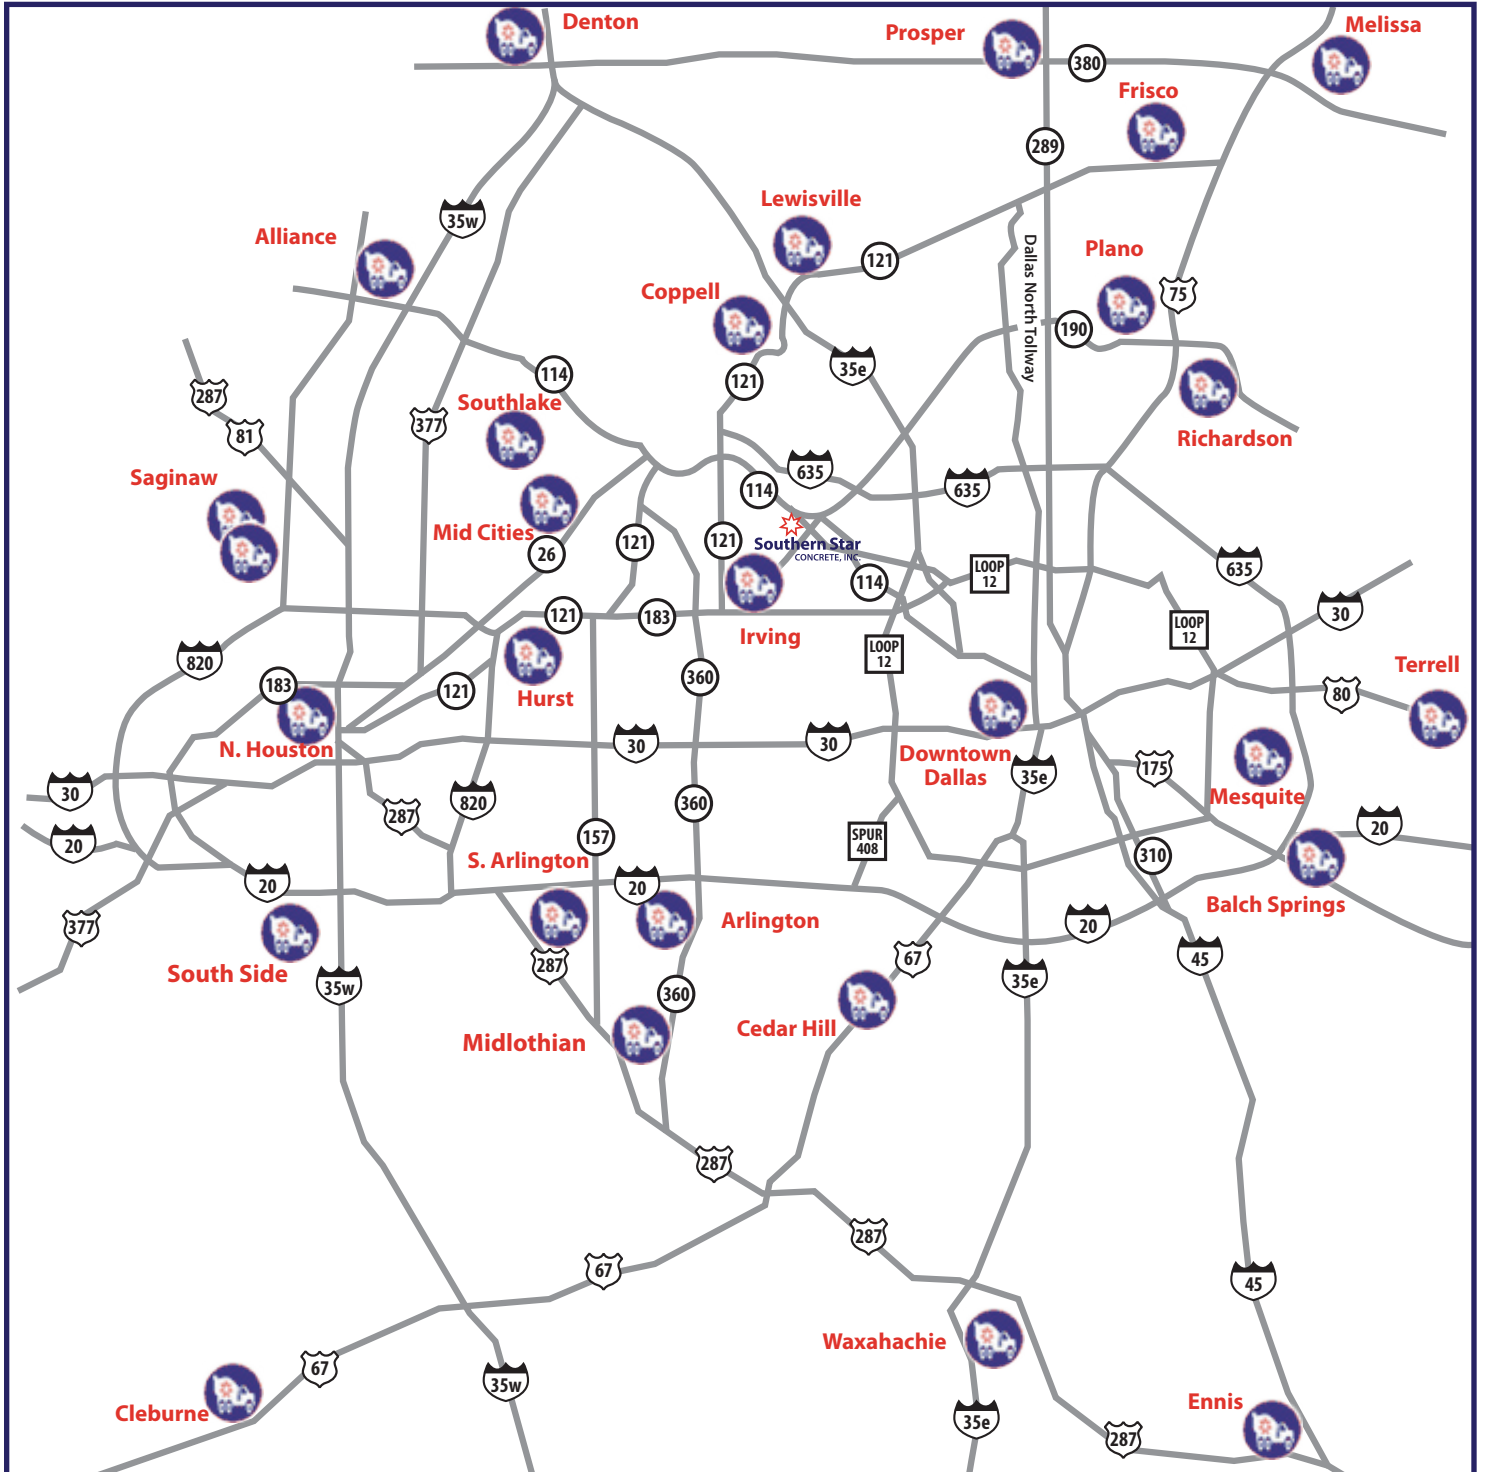 Denton
Prosper
Melissa
380
Frisco
289
Lewisville
35w
Alliance
121
Dallas North Tollway
Plano
Coppell
75
190
35e
114
121
287
Southlake
377
81
Richardson
Saginaw
635
635
114
Mid Cities
26
121
121
Southern Star
CONCRETE, INC.
114
LOOP
12
635
30
121
183
Irving
LOOP
12
LOOP
12
820
Terrell
183
121
Hurst
360
80
N. Houston
30
30
Downtown
Dallas
35e
175
Mesquite
30
287
820
360
157
SPUR
408
310
20
20
S. Arlington
20
20
Arlington
Balch Springs
377
20
45
South Side
287
67
35w
360
35e
Cedar Hill
Midlothian
287
287
67
45
Waxahachie
67
35w
Cleburne
Ennis
35e
287